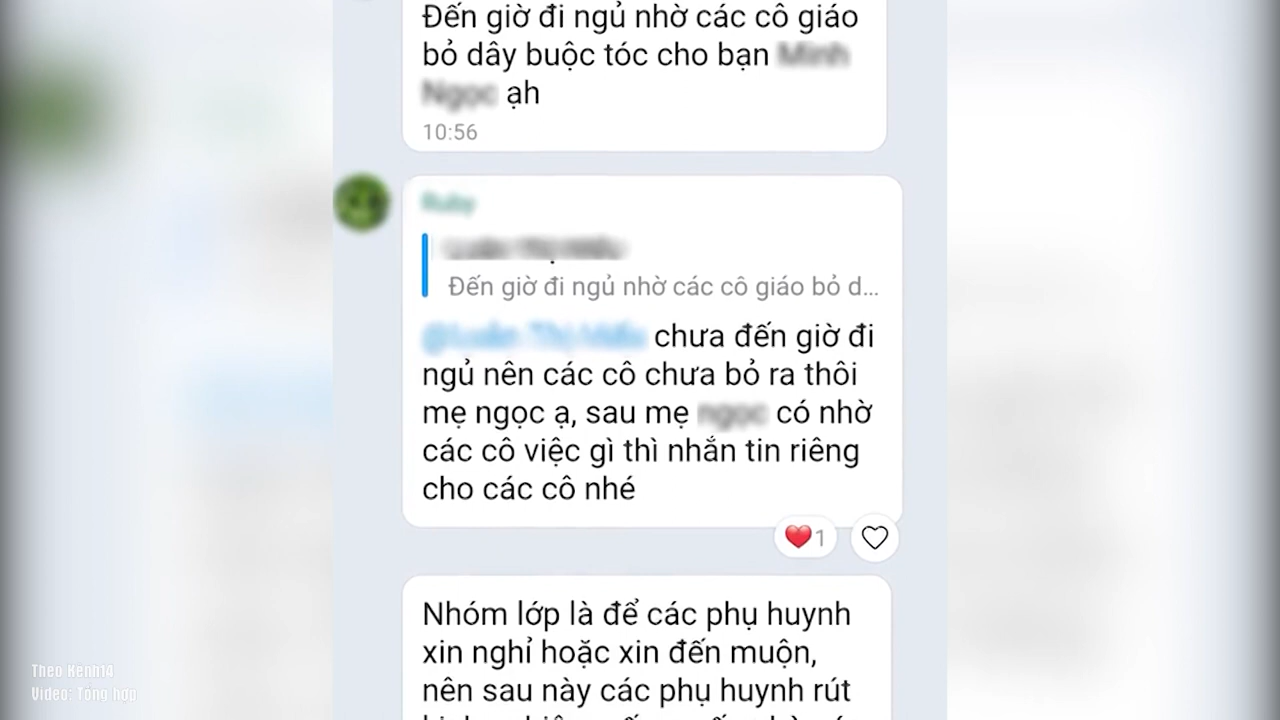 Đến giờ đi ngủ nhờ các cô giáo
bỏ dây buộc tóc cho bạn
ạh
10:56
Ruby
Đến giờ đi ngủ nhờ các cô giáo bỏ d...
chưa đến giờ đi
ngủ nên các cô chưa bỏ ra thôi
mẹ ngọc ạ, sau mẹ ngọc có nhờ
các cô việc gì thì nhắn tin riêng
cho các cô nhé
1
Nhóm lớp là để các phụ huynh
xin nghỉ hoặc xin đến muộn,
nên sau này các phụ huynh rút
Theo Kenh14
Video: Tổng hợp